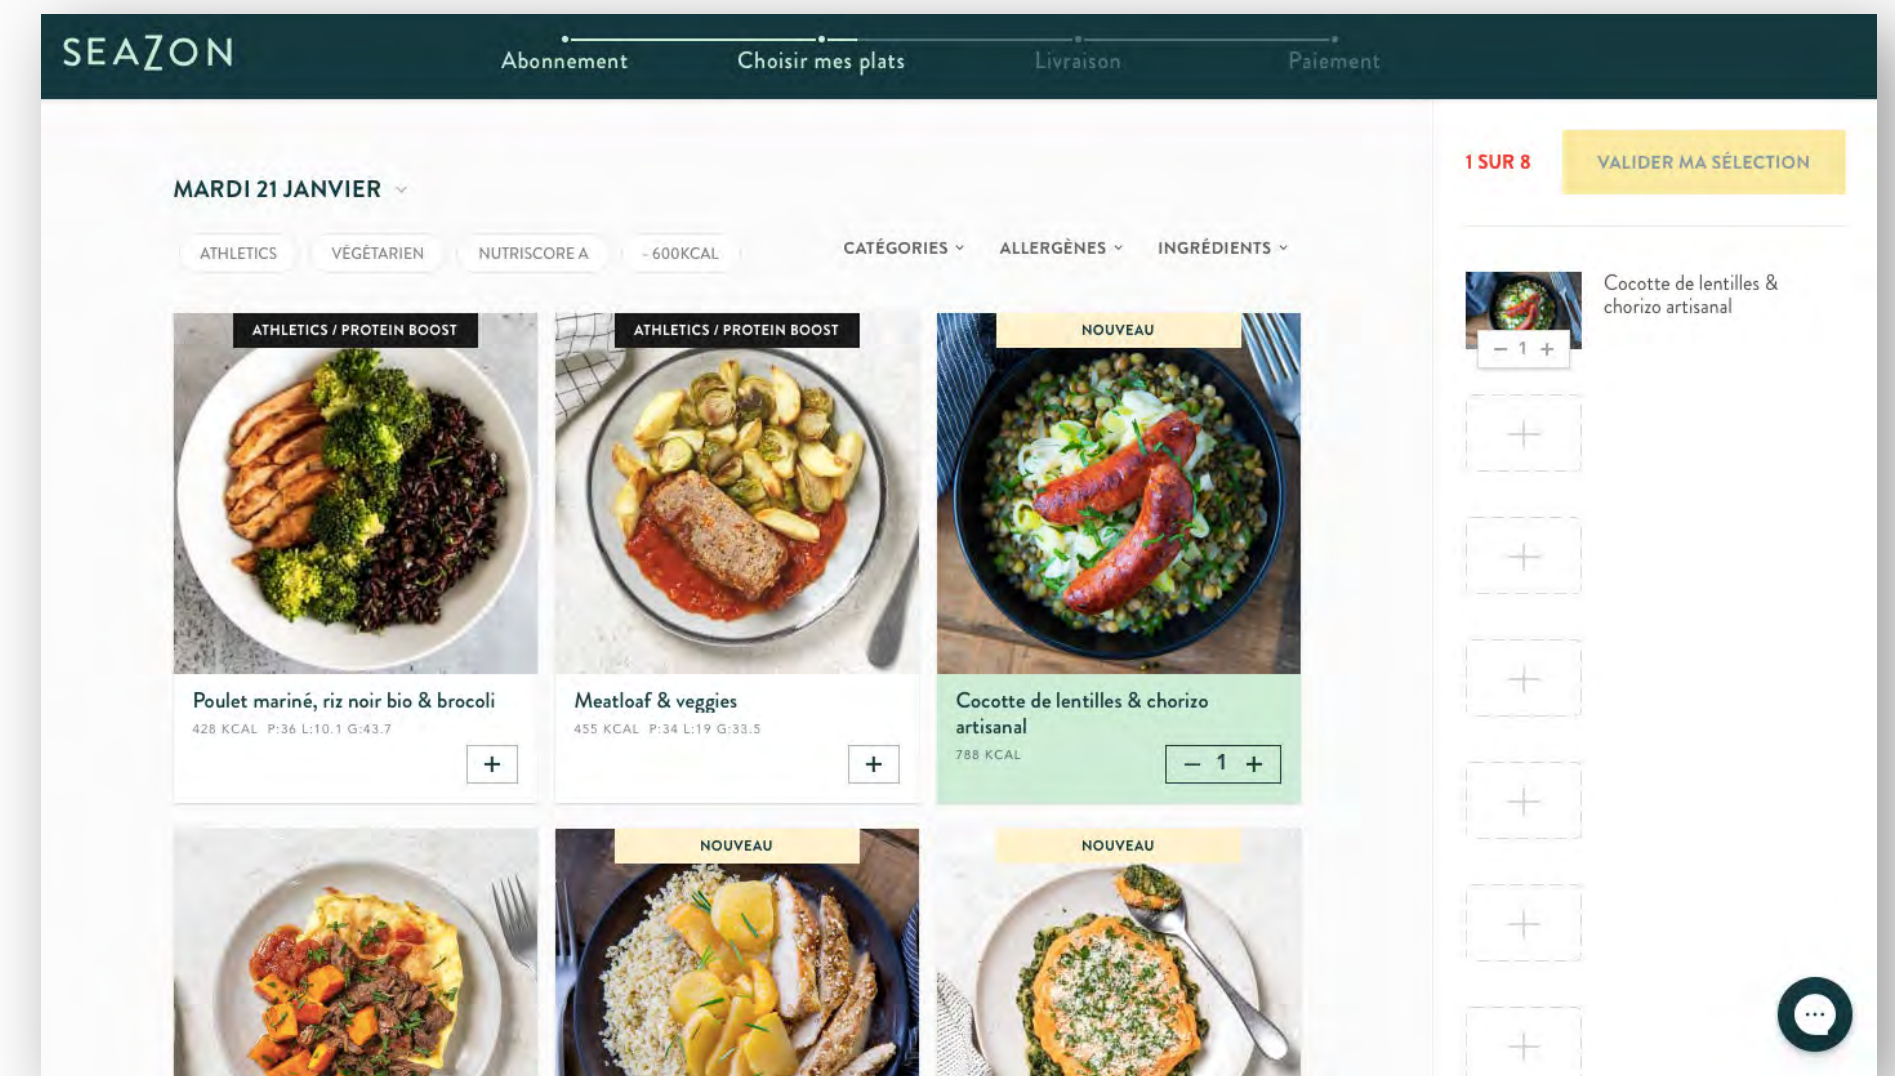 SEAZON
Abonnement
Choisir mes plats
Livraison
Paiement
MARDI 21 JANVIER
ATHLETICS
VÉGÉTARIEN
NUTRISCORE A
- 600KCAL
CATÉGORIES
ALLERGÈNES
INGRÉDIENTS
ATHLETICS / PROTEIN BOOST
Poulet mariné, riz noir bio & brocoli
428 KCAL P:36 L:10.1 G:43.7
+
ATHLETICS / PROTEIN BOOST
Meatloaf & veggies
455 KCAL P:34 L:19 G:33.5
+
NOUVEAU
Cocotte de lentilles & chorizo
artisanal
788 KCAL
− 1 +
NOUVEAU
NOUVEAU
1 SUR 8
VALIDER MA SÉLECTION
Cocotte de lentilles &
chorizo artisanal
− 1 +